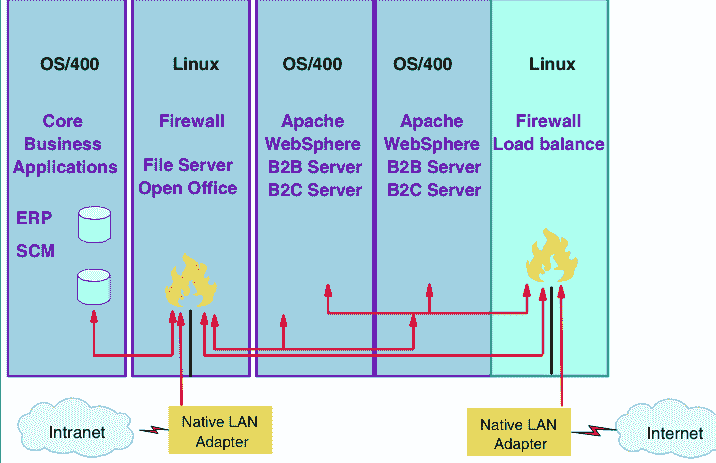 OS/400
Core
Business
Applications
ERP
SCM
Linux
Firewall
File Server
Open Office
OS/400
Apache
WebSphere
B2B Server
B2C Server
OS/400
Apache
WebSphere
B2B Server
B2C Server
Linux
Firewall
Load balance
Intranet
Native LAN
Adapter
Native LAN
Adapter
Internet